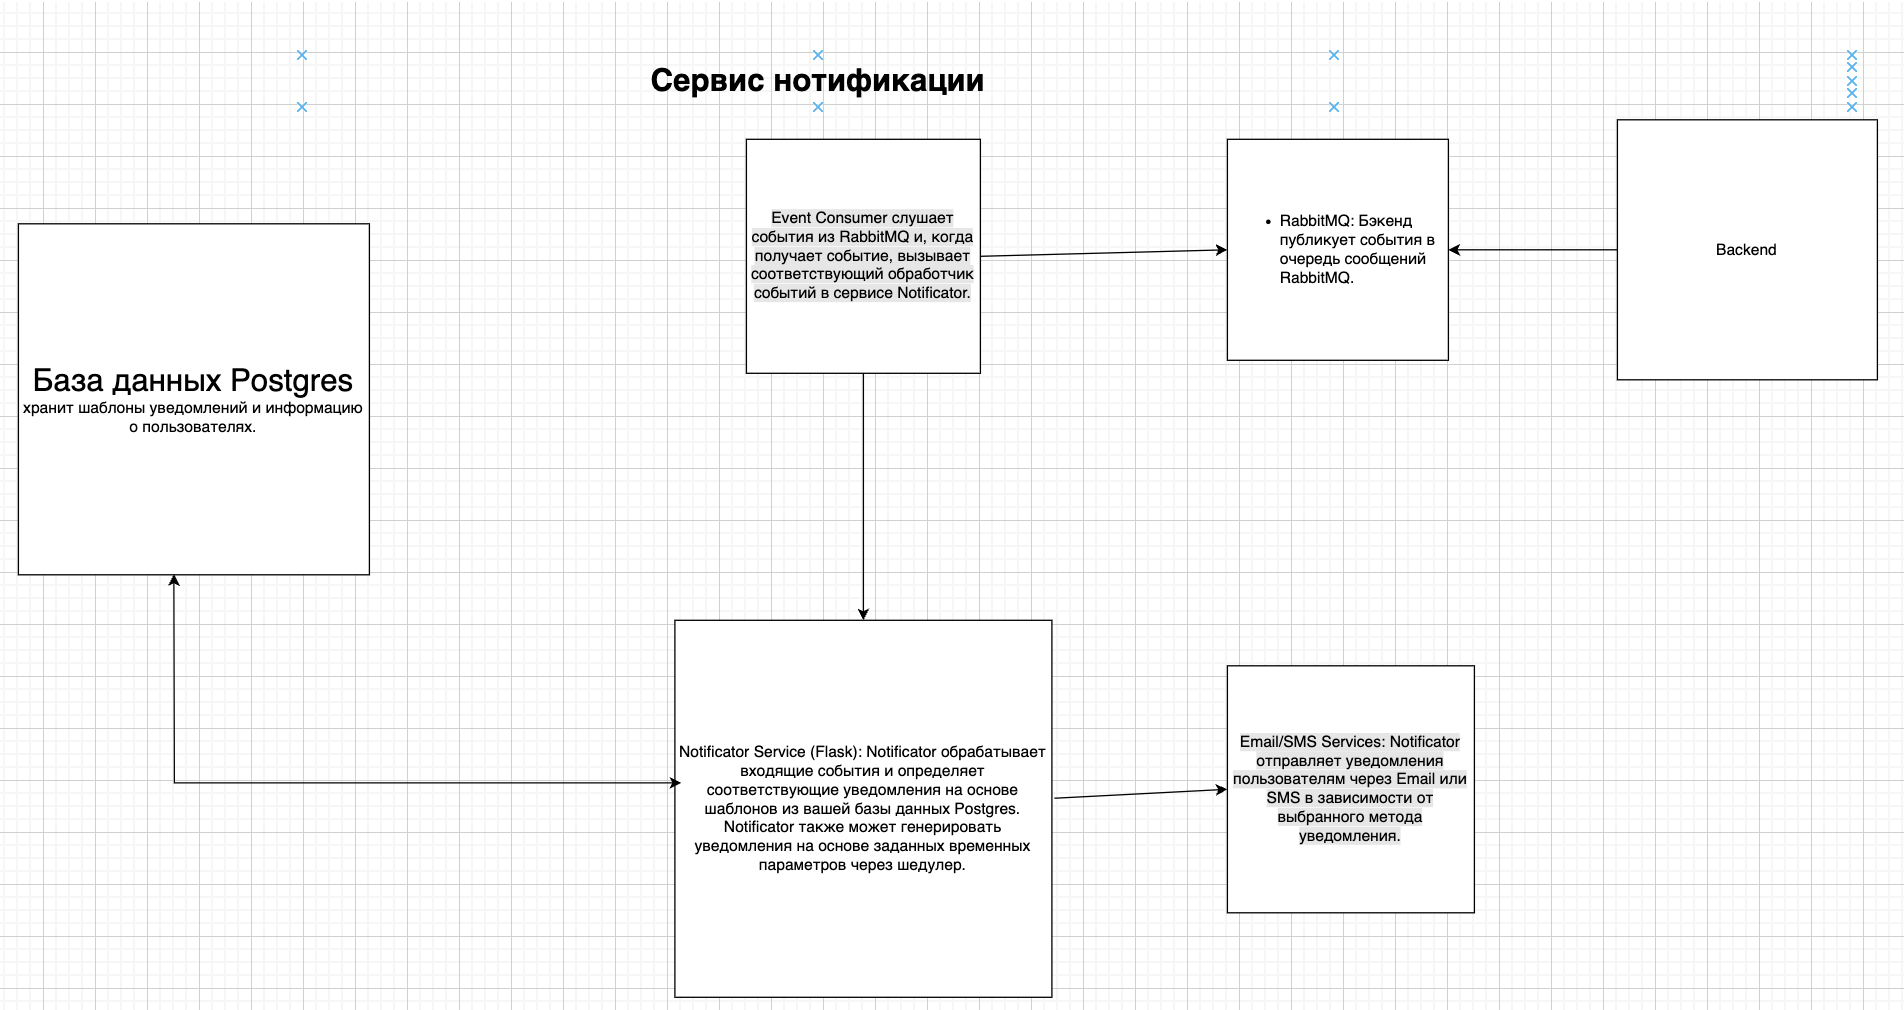 Сервис нотификации
Event Consumer слушает
события из RabbitMQ и, когда
получает событие, вызывает
соответствующий обработчик
событий в сервисе Notificator.
• RabbitMQ: Бэкенд
публикует события в
очередь сообщений
RabbitMQ.
Backend
База данных Postgres
хранит шаблоны уведомлений и информацию
о пользователях.
Notificator Service (Flask): Notificator обрабатывает
входящие события и определяет
соответствующие уведомления на основе
шаблонов из вашей базы данных Postgres.
Notificator также может генерировать
уведомления на основе заданных временных
параметров через шедулер.
Email/SMS Services: Notificator
отправляет уведомления
пользователям через Email или
SMS в зависимости от
выбранного метода
уведомления.